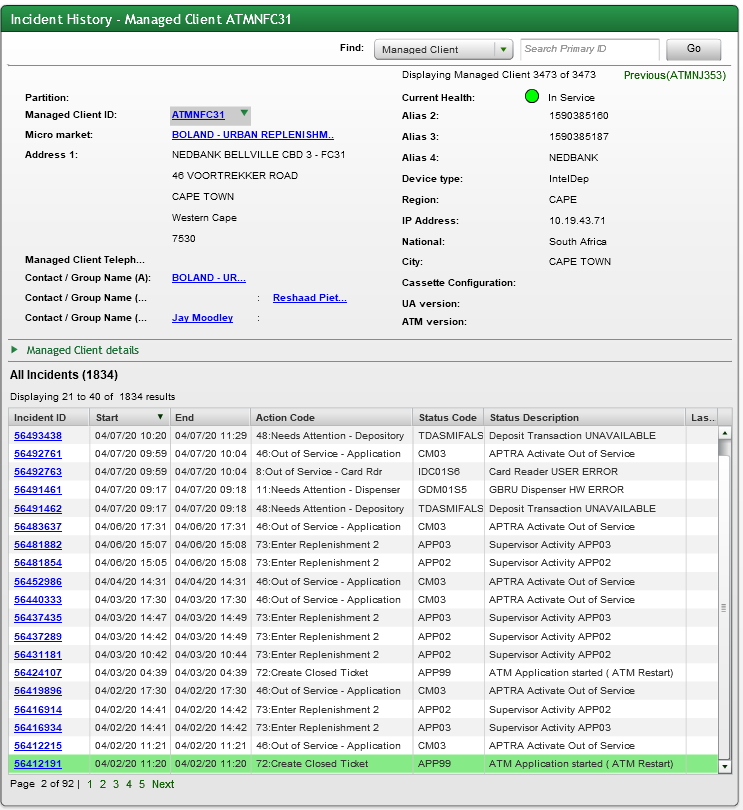 Incident History - Managed Client ATMNFC31
Find: Managed Client Search Primary ID Go
Displaying Managed Client 3473 of 3473 Previous(ATMNJ353)
Partition:
Managed Client ID: ATMNFC31
Micro market: BOLAND - URBAN REPLENISHM..
Address 1: NEDBANK BELLVILLE CBD 3 - FC31
46 VOORTREKKER ROAD
CAPE TOWN
Western Cape
7530
Managed Client Teleph...
Contact / Group Name (A): BOLAND - UR...
Contact / Group Name (... : Reshaad Piet...
Contact / Group Name (... Jay Moodley :
Current Health: In Service
Alias 2: 1590385160
Alias 3: 1590385187
Alias 4: NEDBANK
Device type: IntelDep
Region: CAPE
IP Address: 10.19.43.71
National: South Africa
City: CAPE TOWN
Cassette Configuration:
UA version:
ATM version:
Managed Client details
All Incidents (1834)
Displaying 21 to 40 of 1834 results
Incident ID Start End Action Code Status Code Status Description Las...
56493438 04/07/20 10:20 04/07/20 11:29 48:Needs Attention - Depository TDASMIFALS Deposit Transaction UNAVAILABLE
56492761 04/07/20 09:59 04/07/20 10:04 46:Out of Service - Application CM03 APTRA Activate Out of Service
56492763 04/07/20 09:59 04/07/20 10:04 8:Out of Service - Card Rdr IDC01S6 Card Reader USER ERROR
56491461 04/07/20 09:17 04/07/20 09:18 11:Needs Attention - Dispenser GDM01S5 GBRU Dispenser HW ERROR
56491462 04/07/20 09:17 04/07/20 09:18 48:Needs Attention - Depository TDASMIFALS Deposit Transaction UNAVAILABLE
56483637 04/06/20 17:31 04/06/20 17:31 46:Out of Service - Application CM03 APTRA Activate Out of Service
56481882 04/06/20 15:07 04/06/20 15:08 73:Enter Replenishment 2 APP03 Supervisor Activity APP03
56481854 04/06/20 15:05 04/06/20 15:08 73:Enter Replenishment 2 APP02 Supervisor Activity APP02
56452986 04/04/20 14:31 04/04/20 14:31 46:Out of Service - Application CM03 APTRA Activate Out of Service
56440333 04/03/20 17:30 04/03/20 17:30 46:Out of Service - Application CM03 APTRA Activate Out of Service
56437435 04/03/20 14:47 04/03/20 14:49 73:Enter Replenishment 2 APP03 Supervisor Activity APP03
56437289 04/03/20 14:42 04/03/20 14:49 73:Enter Replenishment 2 APP02 Supervisor Activity APP02
56431181 04/03/20 10:42 04/03/20 10:44 73:Enter Replenishment 2 APP02 Supervisor Activity APP02
56424107 04/03/20 04:39 04/03/20 04:39 72:Create Closed Ticket APP99 ATM Application started ( ATM Restart)
56419896 04/02/20 17:30 04/02/20 17:30 46:Out of Service - Application CM03 APTRA Activate Out of Service
56416914 04/02/20 14:41 04/02/20 14:42 73:Enter Replenishment 2 APP02 Supervisor Activity APP02
56416934 04/02/20 14:41 04/02/20 14:42 73:Enter Replenishment 2 APP03 Supervisor Activity APP03
56412215 04/02/20 11:21 04/02/20 11:21 46:Out of Service - Application CM03 APTRA Activate Out of Service
56412191 04/02/20 11:20 04/02/20 11:20 72:Create Closed Ticket APP99 ATM Application started ( ATM Restart)
Page 2 of 92 | 1 2 3 4 5 Next